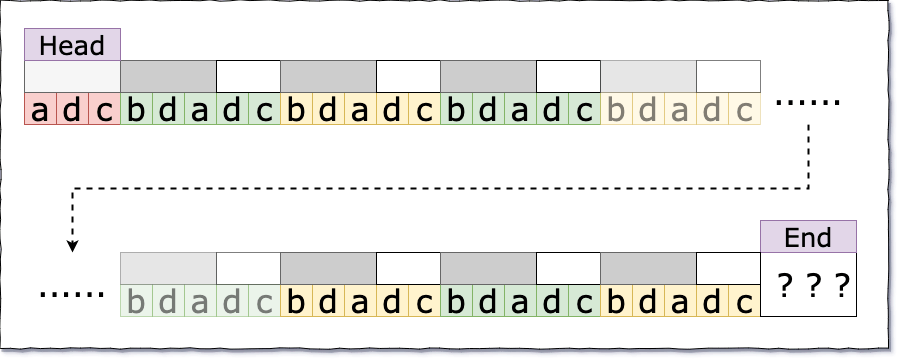 Head
a d c b d a d c b d a d c b d a d c b d a d c ......
End
...... b d a d c b d a d c b d a d c b d a d c ? ? ?